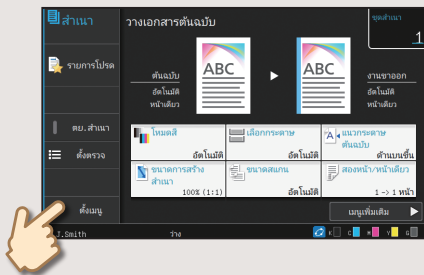 สำเนา
วางเอกสารต้นฉบับ
ชุดสำเนา
1
รายการโปรด
ต้นฉบับ
ABC
ABC
งานขาออก
อัตโนมัติ
หน้าเดียว
อัตโนมัติ
หน้าเดียว
ตย.สำเนา
ตั้งตรวจ
ตั้งเมนู
โหมดสี
อัตโนมัติ
เลือกกระดาษ
อัตโนมัติ
แนวกระดาษ
ต้นฉบับ
ด้านบนขึ้น
ขนาดการสร้าง
สำเนา
100% (1:1)
ขนาดสแกน
อัตโนมัติ
สองหน้า/หน้าเดียว
1 -> 1 หน้า
เมนูเพิ่มเติม
J.Smith
ว่าง
K
C
M
Y
G